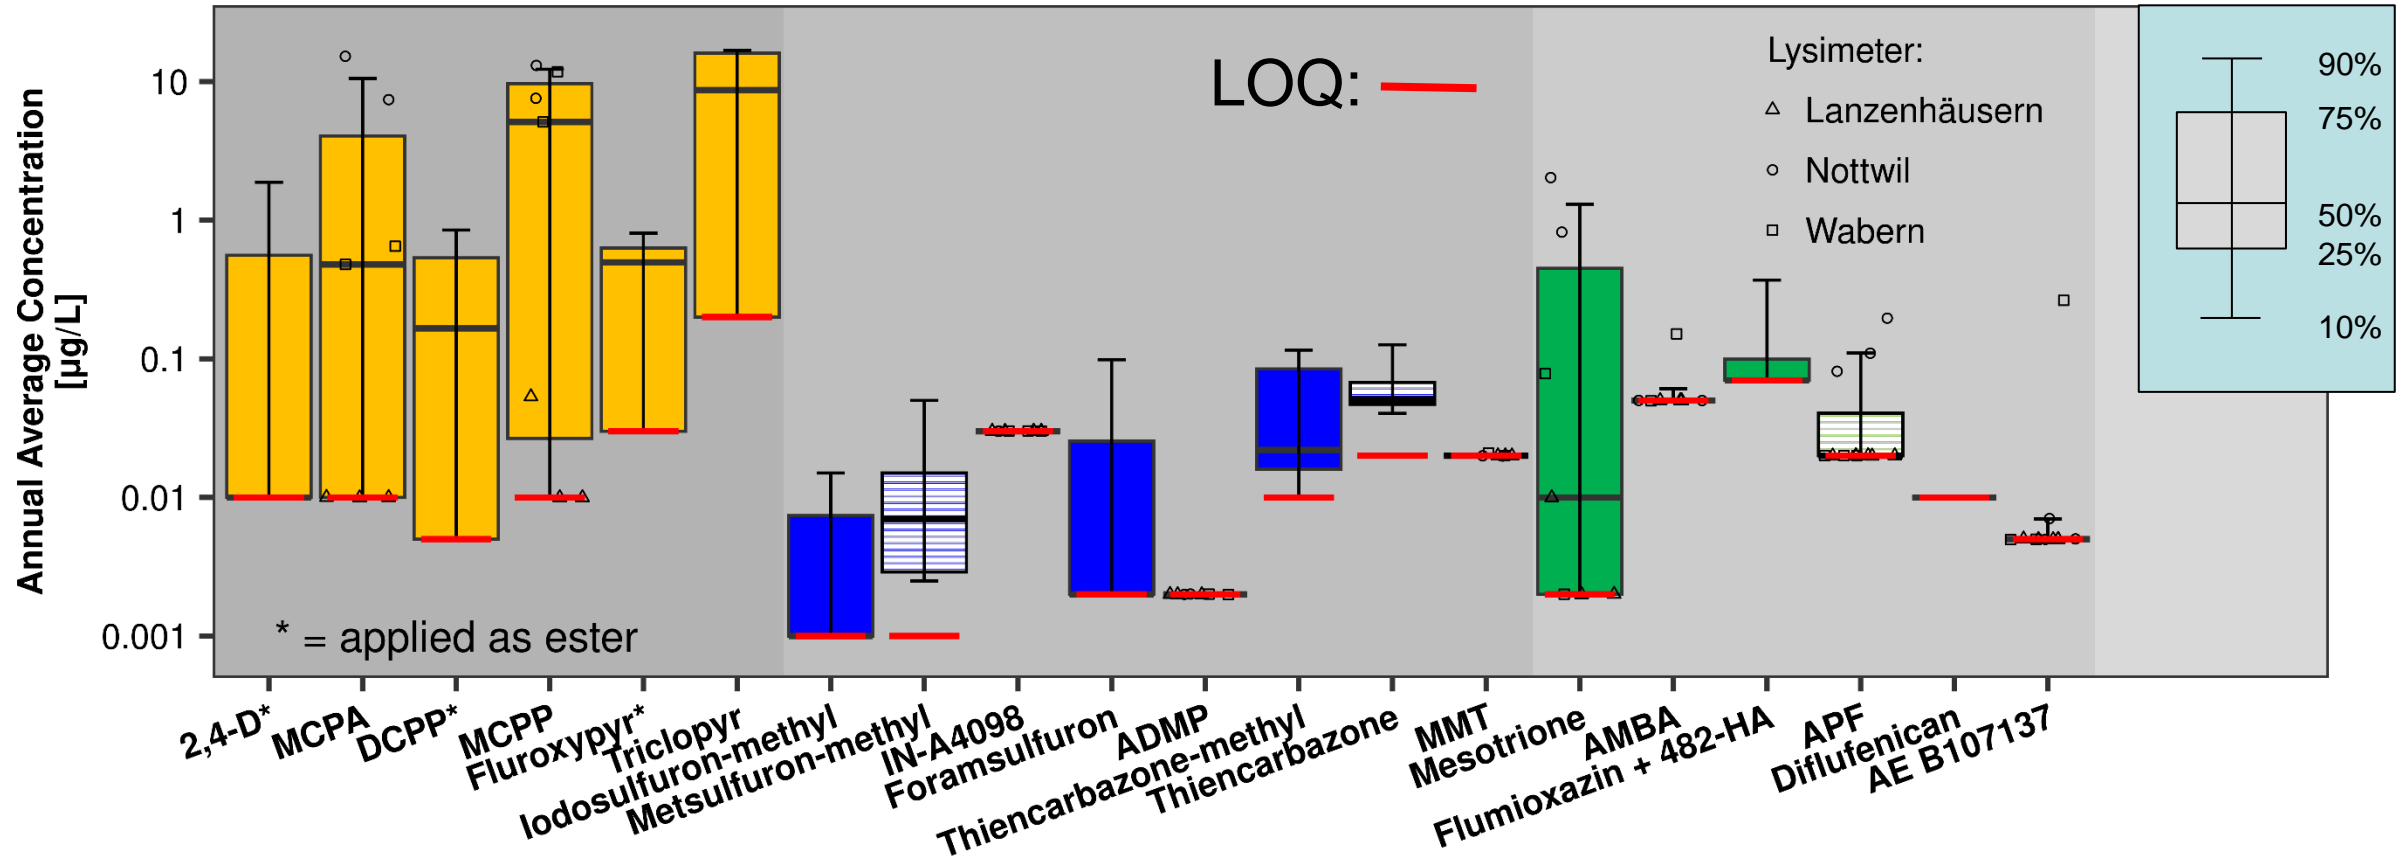 Annual Average Concentration
[µg/L]
10
1
0.1
0.01
0.001
LOQ:
Lysimeter:
Lanzenhäusern
Nottwil
Wabern
90%
75%
50%
25%
10%
* = applied as ester
2,4-D*
MCPA
DCPP*
MCPP
Fluroxypyr*
Triclopyr
Iodosulfuron-methyl
Metsulfuron-methyl
IN-A4098
Foramsulfuron
ADMP
Thiencarbazone-methyl
Thiencarbazone
MMT
Mesotrione
AMBA
Flumioxazin + 482-HA
APF
Diflufenican
AE B107137